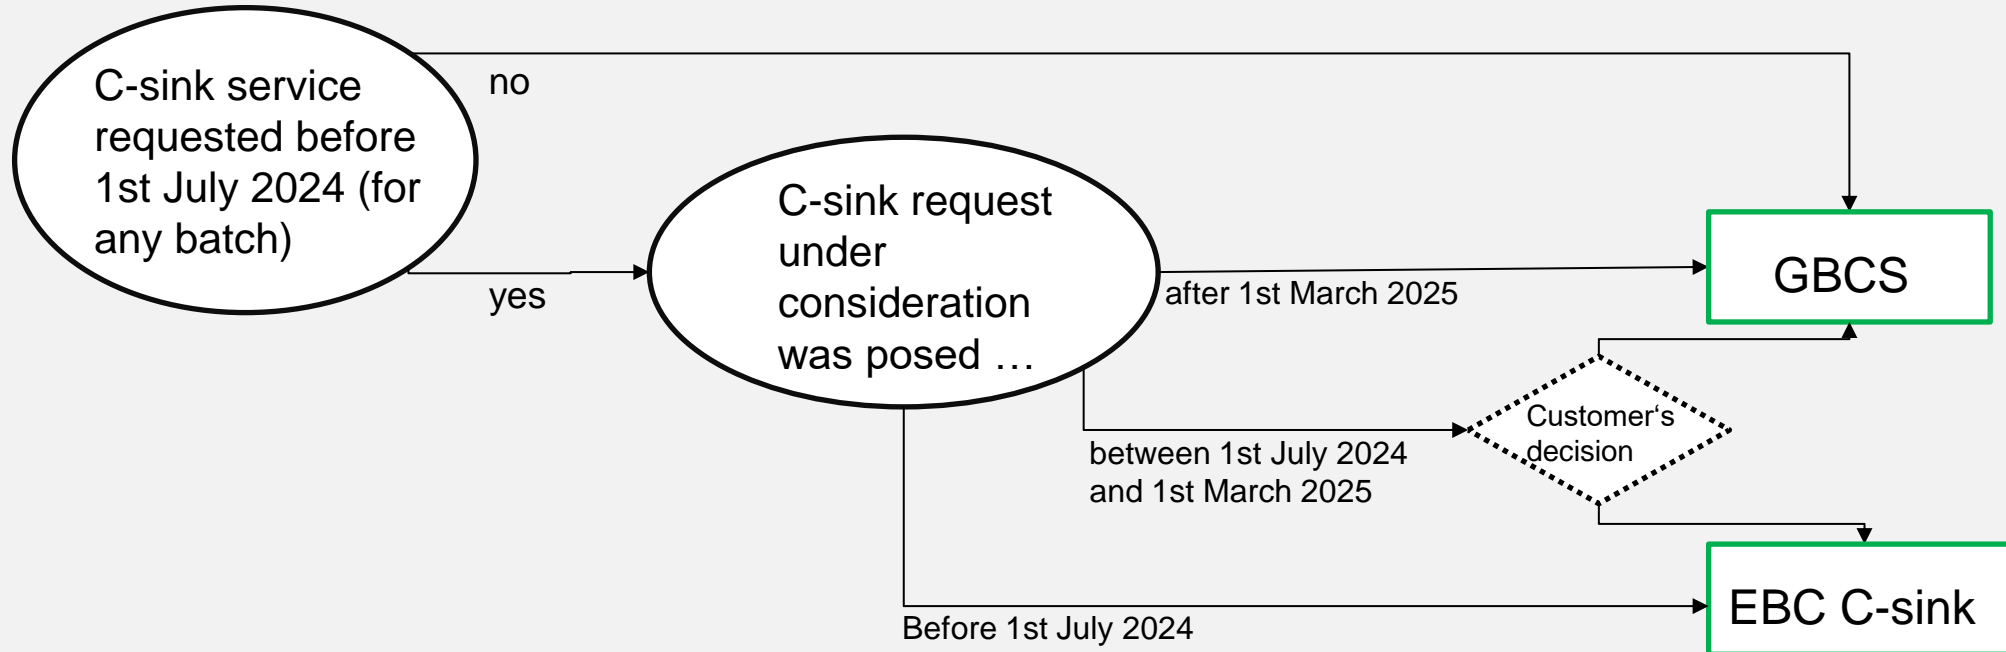 C-sink service
requested before
1st July 2024 (for
any batch)
no
yes
C-sink request
under
consideration
was posed …
after 1st March 2025
GBCS
between 1st July 2024
and 1st March 2025
Customer‘s
decision
Before 1st July 2024
EBC C-sink